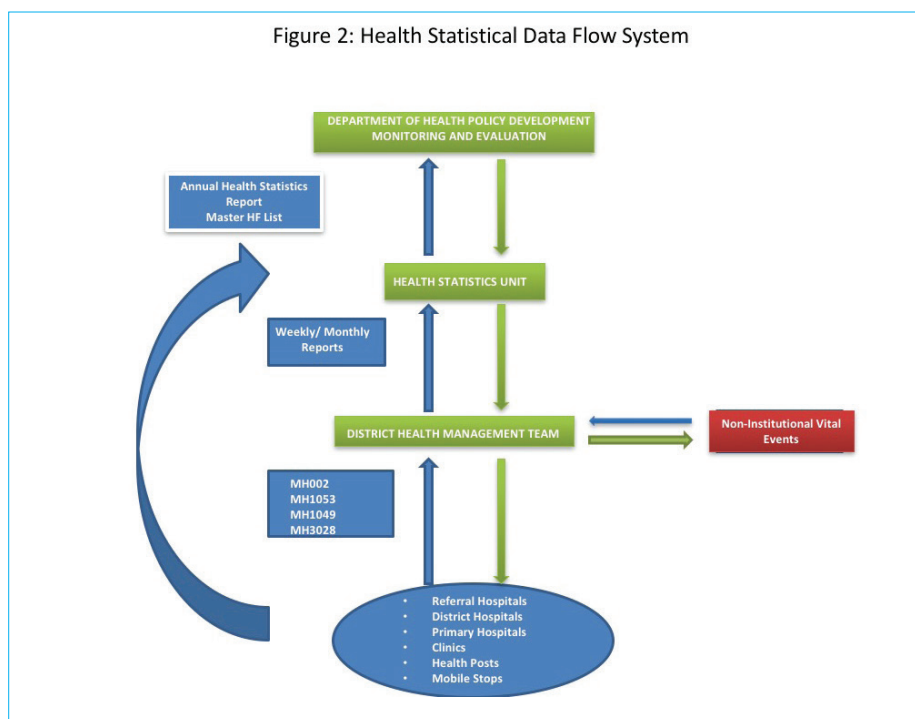 Figure 2: Health Statistical Data Flow System
DEPARTMENT OF HEALTH POLICY DEVELOPMENT
MONITORING AND EVALUATION
Annual Health Statistics
Report
Master HF List
HEALTH STATISTICS UNIT
Weekly/ Monthly
Reports
DISTRICT HEALTH MANAGEMENT TEAM
Non-Institutional Vital
Events
MH002
MH1053
MH1049
MH3028
• Referral Hospitals
• District Hospitals
• Primary Hospitals
• Clinics
• Health Posts
• Mobile Stops